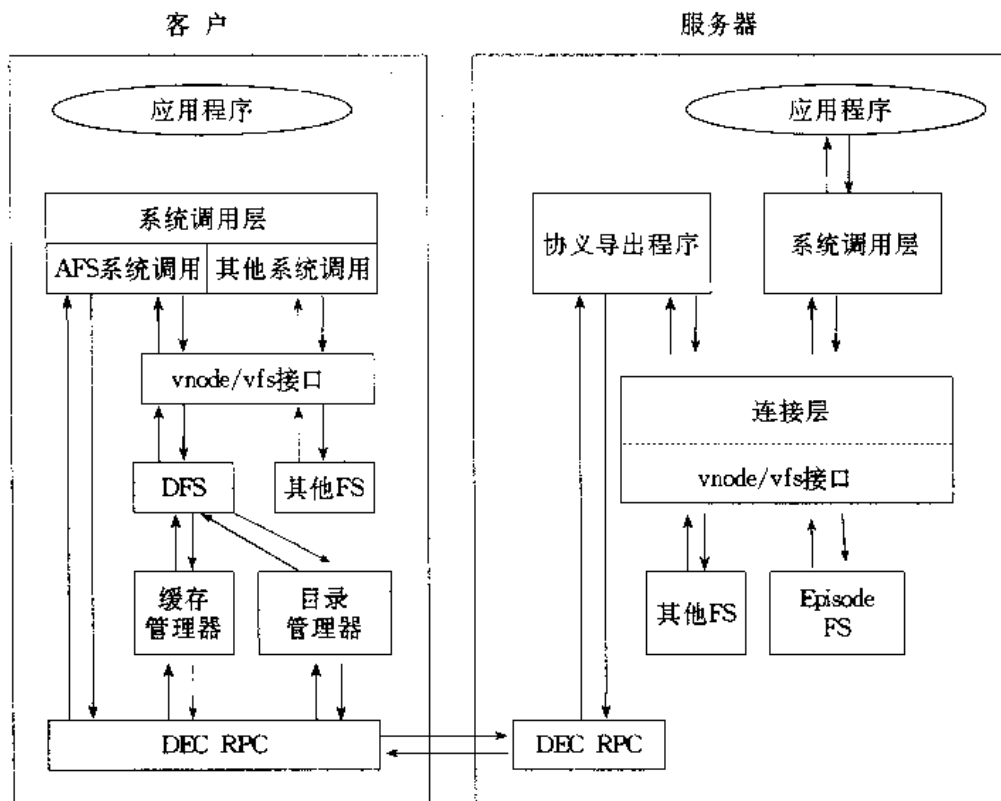 客 户
服务器
应用程序
应用程序
系统调用层
AFS系统调用
其他系统调用
协义导出程序
系统调用层
vnode/vfs接口
连接层
vnode/vfs接口
DFS
其他FS
缓存
管理器
目录
管理器
其他FS
Episode
FS
DEC RPC
DEC RPC